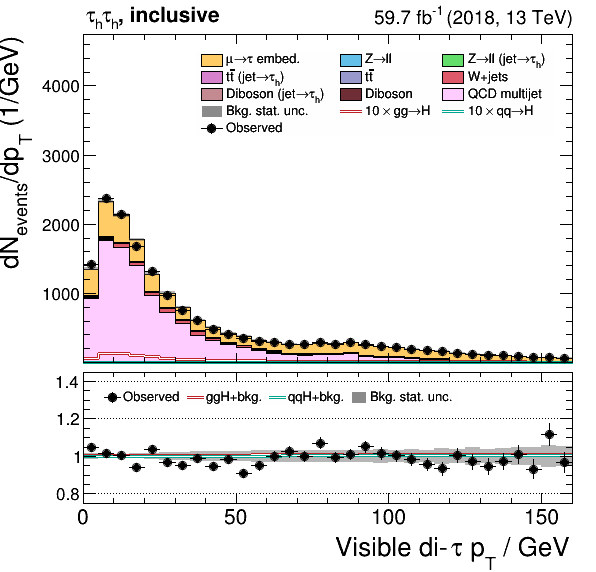 τhτh, inclusive 59.7 fb-1 (2018, 13 TeV)
dNevents/dpT (1/GeV)
μ→τ embed. Z→ll Z→ll (jet→τh)
tt̄ (jet→τh) tt̄ W+jets
Diboson (jet→τh) Diboson QCD multijet
Bkg. stat. unc. 10 × gg→H 10 × qq→H
Observed
4000
3000
2000
1000
1.4
Observed ggH+bkg. qqH+bkg. Bkg. stat. unc.
1.2
1
0.8
0 50 100 150
Visible di-τ pT / GeV